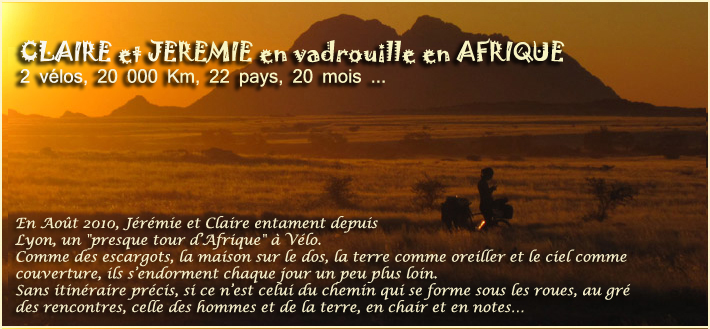 CLAIRE et JEREMIE en vadrouille en AFRIQUE
2 vélos, 20 000 Km, 22 pays, 20 mois ...
En Août 2010, Jérémie et Claire entament depuis
Lyon, un "presque tour d'Afrique" à Vélo.
Comme des escargots, la maison sur le dos, la terre comme oreiller et le ciel comme
couverture, ils s'endorment chaque jour un peu plus loin.
Sans itinéraire précis, si ce n'est celui du chemin qui se forme sous les roues, au gré
des rencontres, celle des hommes et de la terre, en chair et en notes...